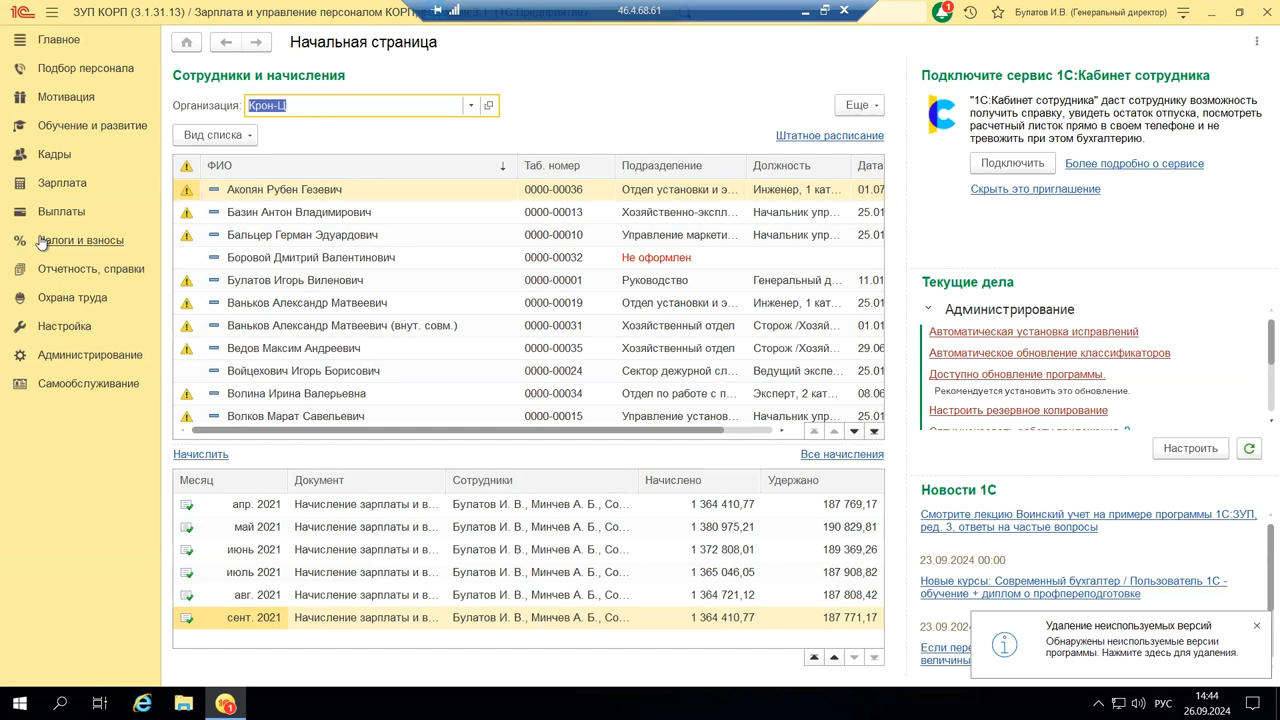 ЗУП КОРП (3.1.31.13) / Зарплата и управление персоналом КОРП
46.4.68.61
1
Булатов И.В. (Генеральный директор)
Главное
Подбор персонала
Мотивация
Обучение и развитие
Кадры
Зарплата
Выплаты
Налоги и взносы
Отчетность, справки
Охрана труда
Настройка
Администрирование
Самообслуживание
Начальная страница
Сотрудники и начисления
Организация: Крон-Ц
Еще
Вид списка
Штатное расписание
ФИО Таб. номер Подразделение Должность Дата
Акопян Рубен Гезевич 0000-00036 Отдел установки и э... Инженер, 1 кат... 01.07
Базин Антон Владимирович 0000-00013 Хозяйственно-экспл... Начальник упр... 25.01
Бальцер Герман Эдуардович 0000-00010 Управление маркети... Начальник упр... 25.01
Боровой Дмитрий Валентинович 0000-00032 Не оформлен
Булатов Игорь Виленович 0000-00001 Руководство Генеральный д... 11.01
Ваньков Александр Матвеевич 0000-00019 Отдел установки и э... Инженер, 1 кат... 25.01
Ваньков Александр Матвеевич (внут. совм.) 0000-00031 Хозяйственный отдел Сторож /Хозяй... 01.01
Ведов Максим Андреевич 0000-00035 Хозяйственный отдел Сторож /Хозяй... 29.06
Войцехович Игорь Борисович 0000-00024 Сектор дежурной сл... Ведущий экспе... 25.01
Волина Ирина Валерьевна 0000-00034 Отдел по работе с п... Эксперт, 2 кат... 08.06
Волков Марат Савельевич 0000-00015 Управление установ... Начальник упр... 25.01
Начислить
Все начисления
Месяц Документ Сотрудники Начислено Удержано
апр. 2021 Начисление зарплаты и в... Булатов И. В., Минчев А. Б., Со... 1 364 410,77 187 769,17
май 2021 Начисление зарплаты и в... Булатов И. В., Минчев А. Б., Со... 1 380 975,21 190 829,81
июнь 2021 Начисление зарплаты и в... Булатов И. В., Минчев А. Б., Со... 1 372 808,01 189 369,26
июль 2021 Начисление зарплаты и в... Булатов И. В., Минчев А. Б., Со... 1 365 046,05 187 908,82
авг. 2021 Начисление зарплаты и в... Булатов И. В., Минчев А. Б., Со... 1 364 721,12 187 808,42
сент. 2021 Начисление зарплаты и в... Булатов И. В., Минчев А. Б., Со... 1 364 410,77 187 771,17
Подключите сервис 1С:Кабинет сотрудника
"1С:Кабинет сотрудника" даст сотруднику возможность
получить справку, увидеть остаток отпуска, посмотреть
расчетный листок прямо в своем телефоне и не
тревожить при этом бухгалтерию.
Подключить
Более подробно о сервисе
Скрыть это приглашение
Текущие дела
Администрирование
Автоматическая установка исправлений
Автоматическое обновление классификаторов
Доступно обновление программы.
Рекомендуется установить это обновление.
Настроить резервное копирование
Настроить
Новости 1С
Смотрите лекцию Воинский учет на примере программы 1С:ЗУП,
ред. 3, ответы на частые вопросы
23.09.2024 00:00
Новые курсы: Современный бухгалтер / Пользователь 1С -
обучение + диплом о профпереподготовке
23.09.2024
Если пере
величины
Удаление неиспользуемых версий
Обнаружены неиспользуемые версии
программы. Нажмите здесь для удаления.
1
РУС
14:44
26.09.2024